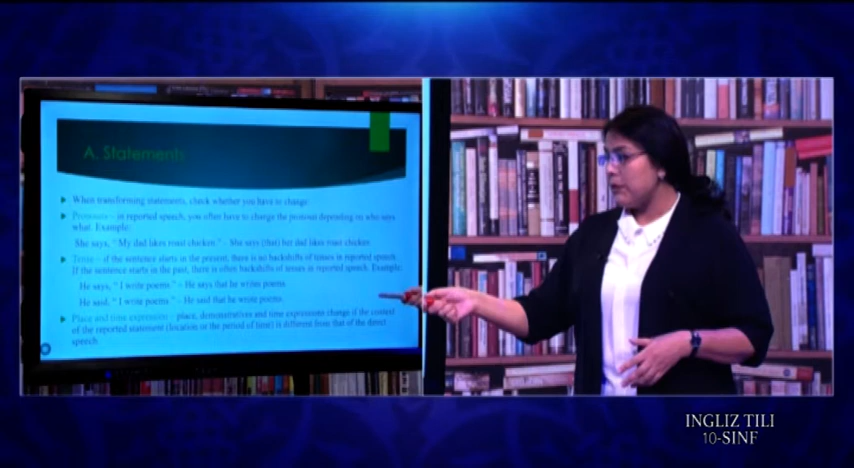 A. Statements
When transforming statements, check whether you have to change:
Pronouns – in reported speech, you often have to change the pronoun depending on who says
what. Example:
She says, "My dad likes roast chicken." – She says (that) her dad likes roast chicken.
Tense – if the sentence starts in the present, there is no backshifts of tenses in reported speech.
If the sentence starts in the past, there is often backshifts of tenses in reported speech. Example:
He says, " I write poems." – He says that he writes poems.
He said, " I write poems." – He said that he wrote poems.
Place and time expression – place, demonstratives and time expressions change if the context
of the reported statement (location or the period of time) is different from that of the direct
speech.
INGLIZ TILI
10-SINF